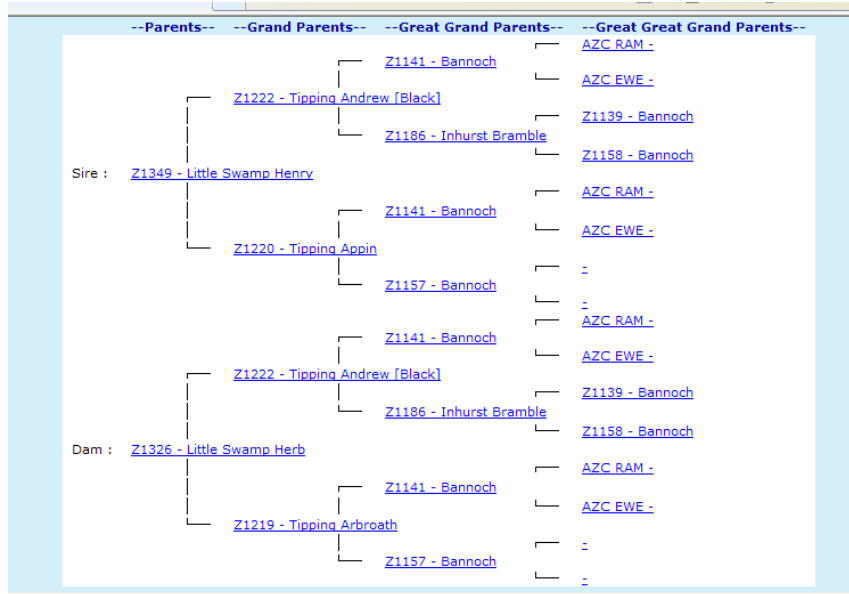 --Parents-- --Grand Parents-- --Great Grand Parents-- --Great Great Grand Parents--
AZC RAM -
Z1141 - Bannoch
AZC EWE -
Z1222 - Tipping Andrew [Black]
Z1139 - Bannoch
Z1186 - Inhurst Bramble
Z1158 - Bannoch
Sire : Z1349 - Little Swamp Henry
AZC RAM -
Z1141 - Bannoch
AZC EWE -
Z1220 - Tipping Appin
-
Z1157 - Bannoch
-
AZC RAM -
Z1141 - Bannoch
AZC EWE -
Z1222 - Tipping Andrew [Black]
Z1139 - Bannoch
Z1186 - Inhurst Bramble
Z1158 - Bannoch
Dam : Z1326 - Little Swamp Herb
AZC RAM -
Z1141 - Bannoch
AZC EWE -
Z1219 - Tipping Arbroath
-
Z1157 - Bannoch
-